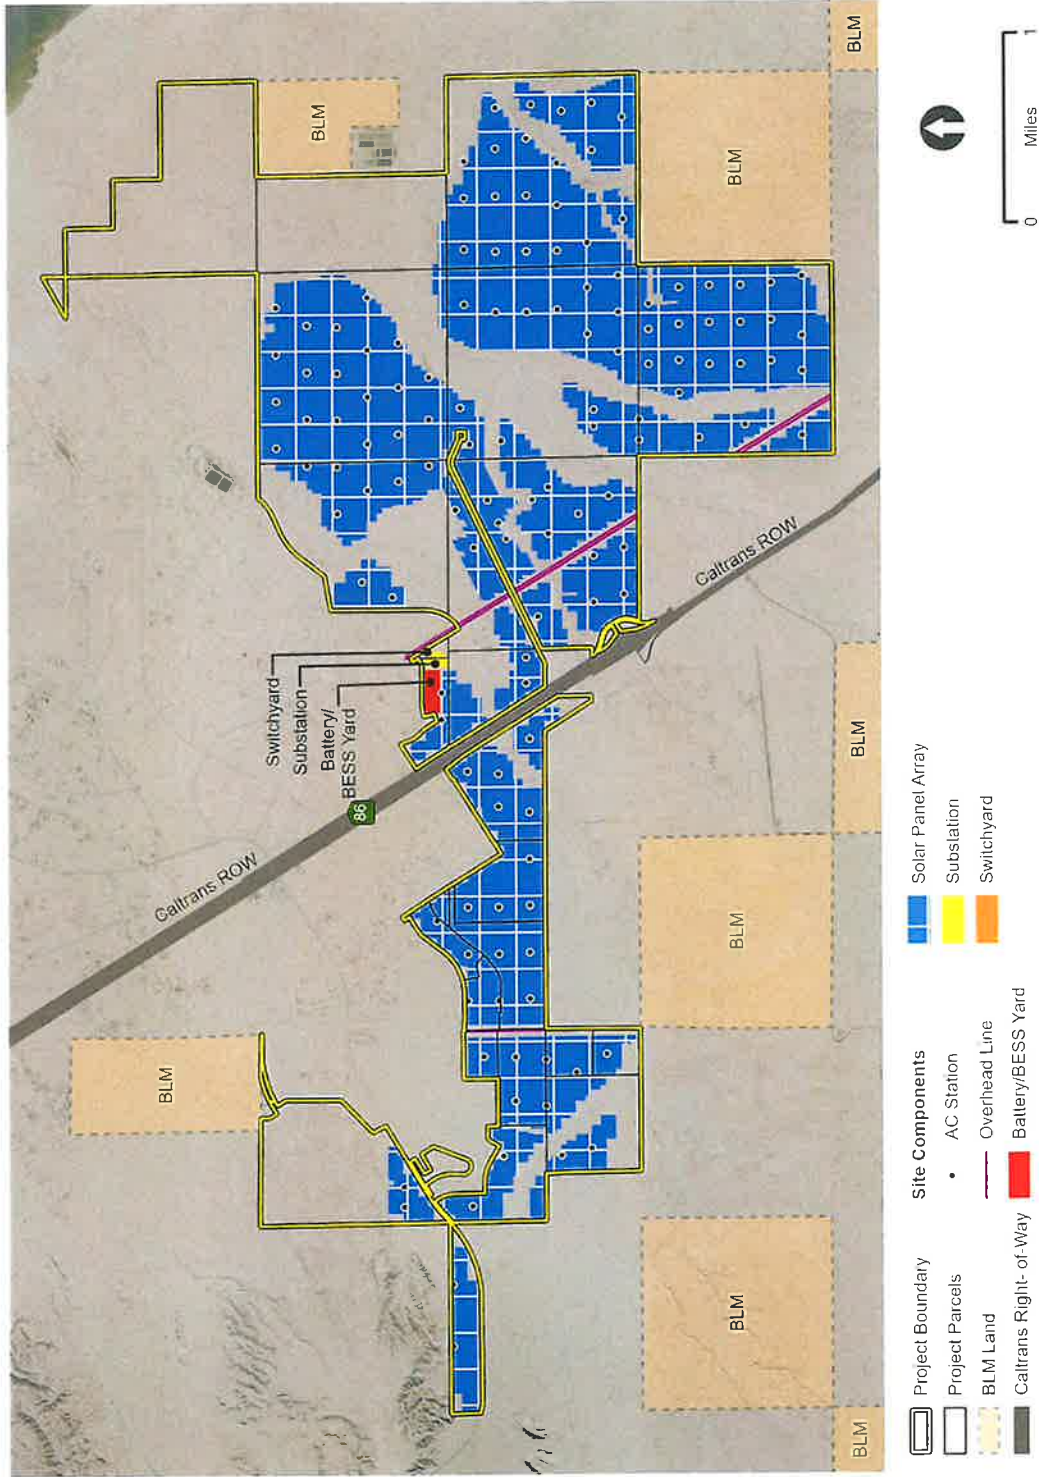 BLM
BLM
BLM
BLM
Caltrans ROW
86
Caltrans ROW
Switchyard
Substation
Battery/
BESS Yard
BLM
BLM
BLM
BLM
BLM
Project Boundary
Project Parcels
BLM Land
Caltrans Right- of-Way
Site Components
AC Station
Overhead Line
Battery/BESS Yard
Solar Panel Array
Substation
Switchyard
0
1
Miles